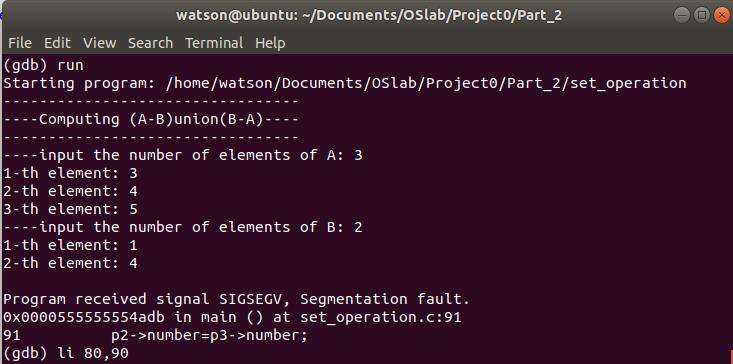 watson@ubuntu: ~/Documents/OSlab/Project0/Part_2
File Edit View Search Terminal Help
(gdb) run
Starting program: /home/watson/Documents/OSlab/Project0/Part_2/set_operation
---------------------------------
----Computing (A-B)union(B-A)----
---------------------------------
----input the number of elements of A: 3
1-th element: 3
2-th element: 4
3-th element: 5
----input the number of elements of B: 2
1-th element: 1
2-th element: 4
Program received signal SIGSEGV, Segmentation fault.
0x0000555555554adb in main () at set_operation.c:91
91 p2->number=p3->number;
(gdb) li 80,90